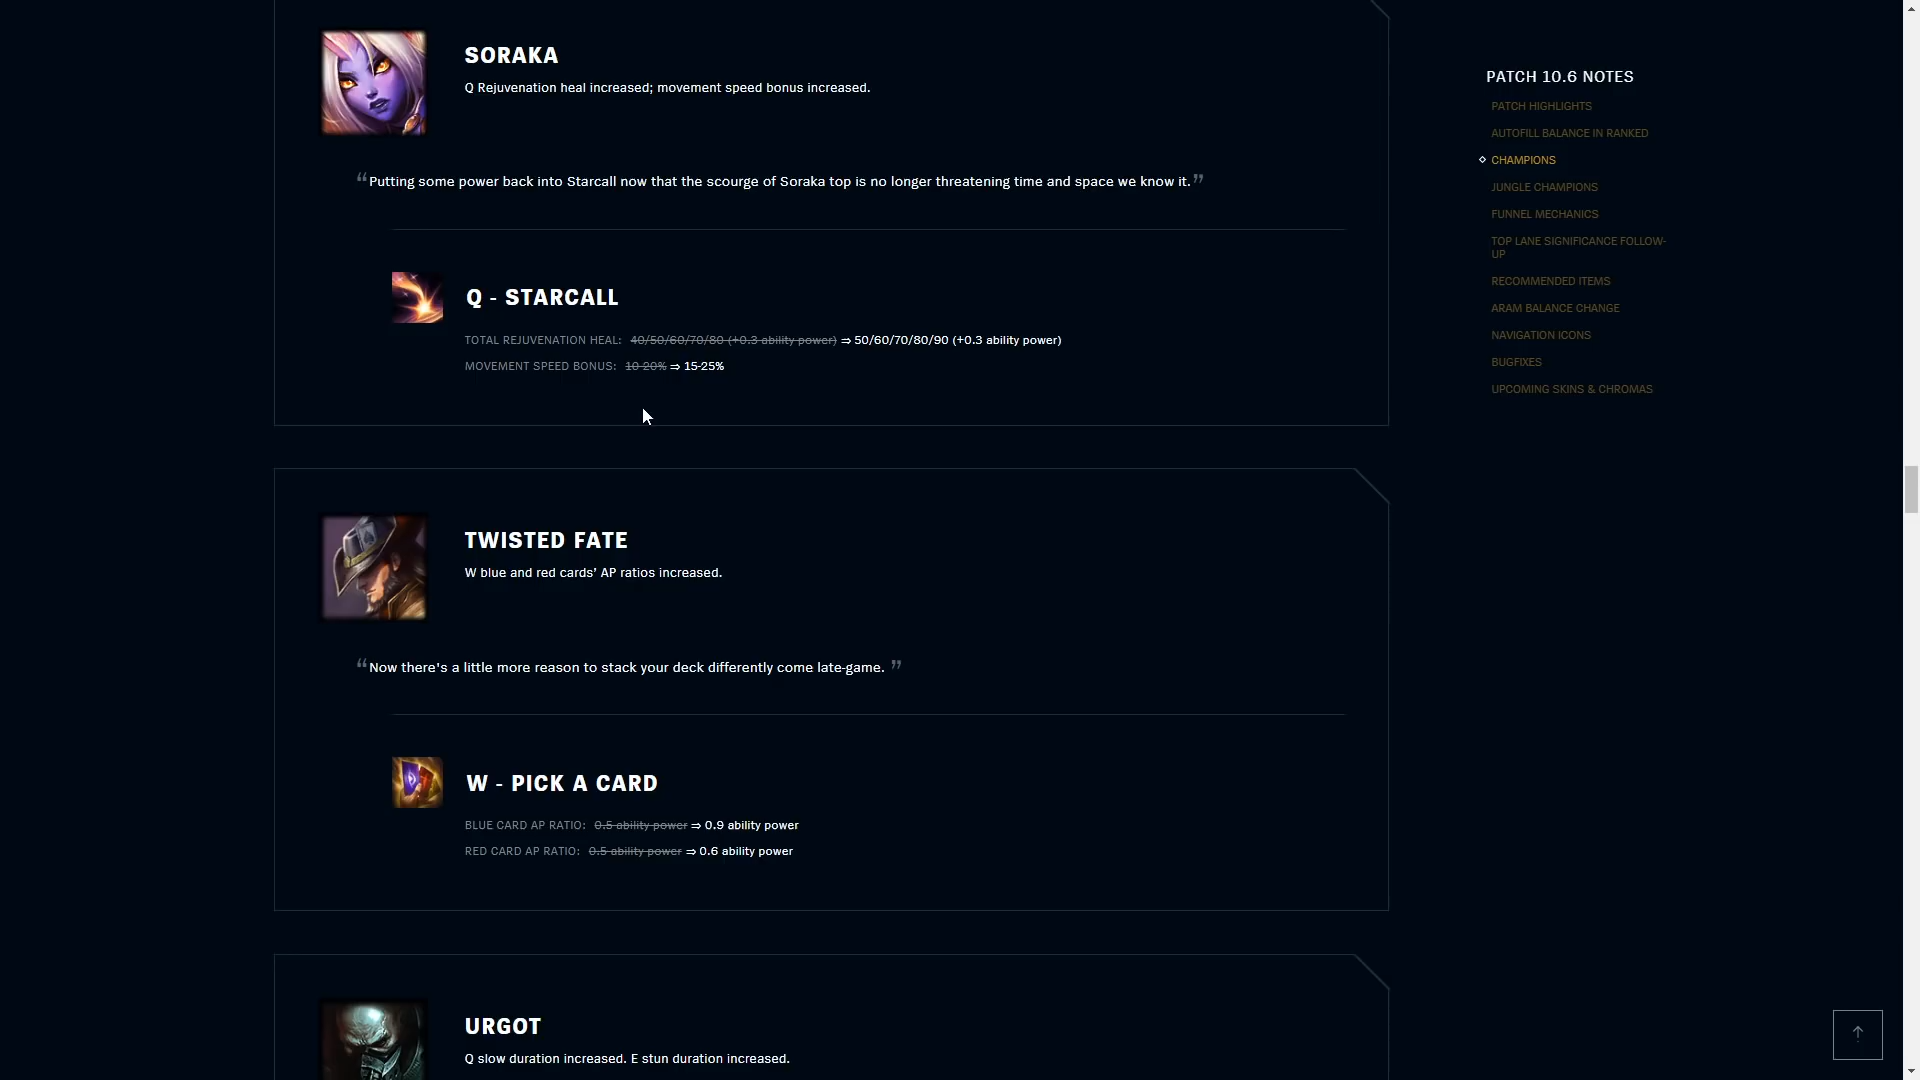 SORAKA
Q Rejuvenation heal increased; movement speed bonus increased.
“Putting some power back into Starcall now that the scourge of Soraka top is no longer threatening time and space we know it.”
Q - STARCALL
TOTAL REJUVENATION HEAL: 40/50/60/70/80 (+0.3 ability power) ⇒ 50/60/70/80/90 (+0.3 ability power)
MOVEMENT SPEED BONUS: 10-20% ⇒ 15-25%
TWISTED FATE
W blue and red cards’ AP ratios increased.
“Now there's a little more reason to stack your deck differently come late-game. ”
W - PICK A CARD
BLUE CARD AP RATIO: 0.5 ability power ⇒ 0.9 ability power
RED CARD AP RATIO: 0.5 ability power ⇒ 0.6 ability power
URGOT
Q slow duration increased. E stun duration increased.
PATCH 10.6 NOTES
PATCH HIGHLIGHTS
AUTOFILL BALANCE IN RANKED
CHAMPIONS
JUNGLE CHAMPIONS
FUNNEL MECHANICS
TOP LANE SIGNIFICANCE FOLLOW-
UP
RECOMMENDED ITEMS
ARAM BALANCE CHANGE
NAVIGATION ICONS
BUGFIXES
UPCOMING SKINS & CHROMAS